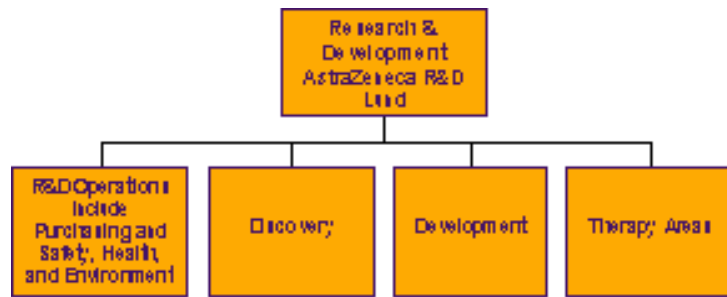 Research &
Development
AstraZeneca R&D
Lund
R&D Operations
Include
Purchasing and
Safety, Health,
and Environment
Discovery
Development
Therapy Areas